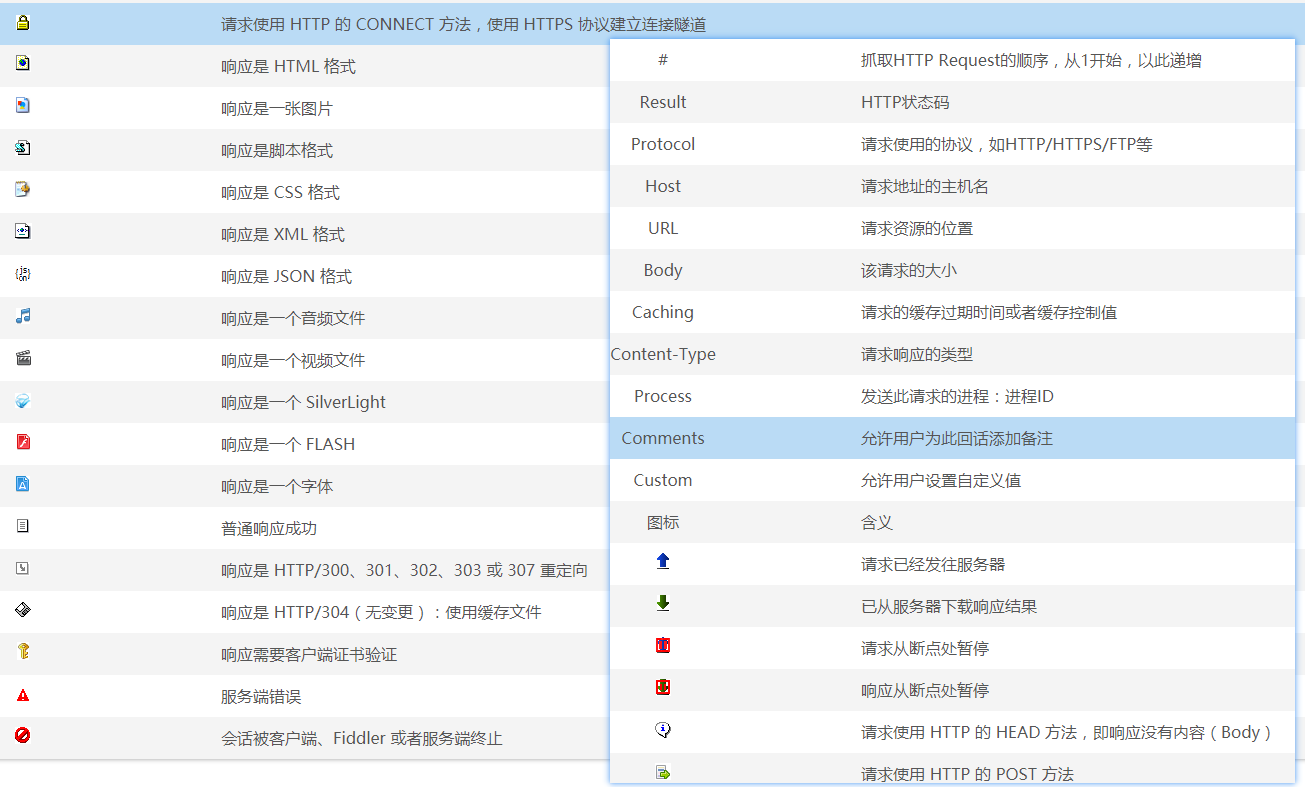 请求使用 HTTP 的 CONNECT 方法，使用 HTTPS 协议建立连接隧道
响应是 HTML 格式
响应是一张图片
响应是脚本格式
响应是 CSS 格式
响应是 XML 格式
响应是 JSON 格式
响应是一个音频文件
响应是一个视频文件
响应是一个 SilverLight
响应是一个 FLASH
响应是一个字体
普通响应成功
响应是 HTTP/300、301、302、303 或 307 重定向
响应是 HTTP/304（无变更）：使用缓存文件
响应需要客户端证书验证
服务端错误
会话被客户端、Fiddler 或者服务端终止
# 抓取HTTP Request的顺序，从1开始，以此递增
Result HTTP状态码
Protocol 请求使用的协议，如HTTP/HTTPS/FTP等
Host 请求地址的主机名
URL 请求资源的位置
Body 该请求的大小
Caching 请求的缓存过期时间或者缓存控制值
Content-Type 请求响应的类型
Process 发送此请求的进程：进程ID
Comments 允许用户为此回话添加备注
Custom 允许用户设置自定义值
图标 含义
请求已经发往服务器
已从服务器下载响应结果
请求从断点处暂停
响应从断点处暂停
请求使用 HTTP 的 HEAD 方法，即响应没有内容（Body）
请求使用 HTTP 的 POST 方法